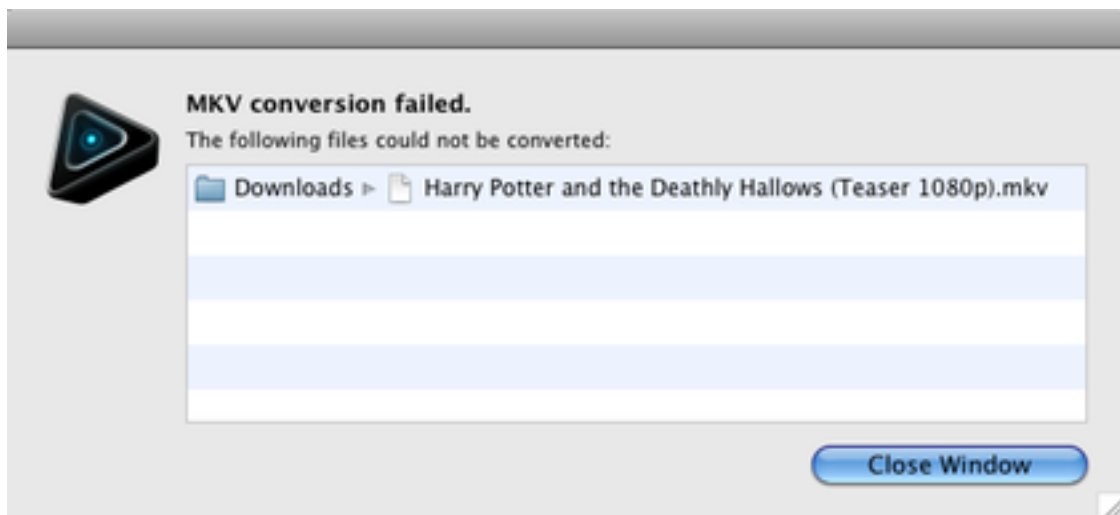 MKV conversion failed.
The following files could not be converted:
Downloads ▸ Harry Potter and the Deathly Hallows (Teaser 1080p).mkv
Close Window